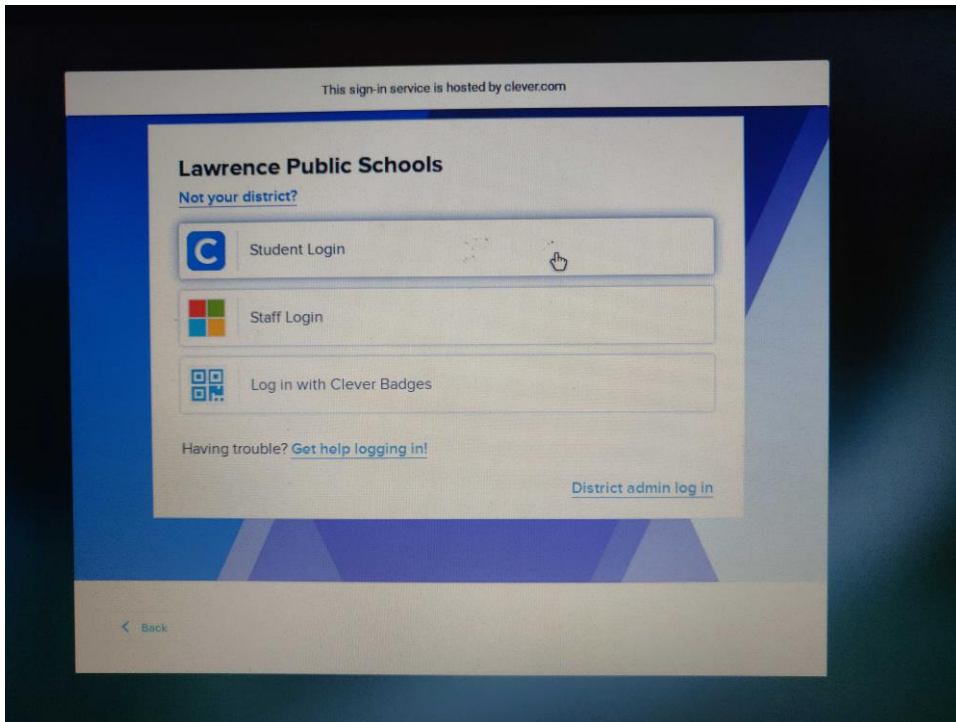 This sign-in service is hosted by clever.com
Lawrence Public Schools
Not your district?
C
Student Login
Staff Login
Log in with Clever Badges
Having trouble? Get help logging in!
District admin log in
Back